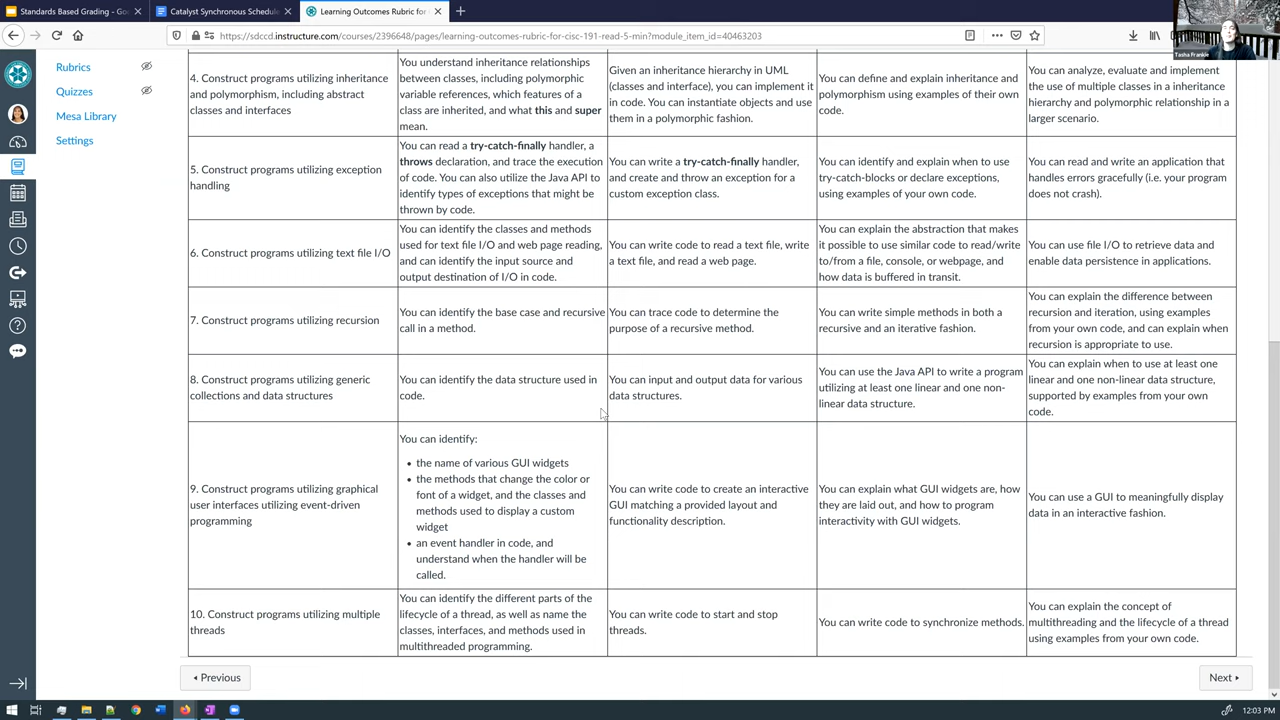 Standards Based Grading - Goo
Catalyst Synchronous Schedule
Learning Outcomes Rubric for
https://sdccd.instructure.com/courses/2396648/pages/learning-outcomes-rubric-for-cisc-191-read-5-min?module_item_id=40463203
Tasha Frankie
Rubrics
Quizzes
Mesa Library
Settings
4. Construct programs utilizing inheritance
and polymorphism, including abstract
classes and interfaces
You understand inheritance relationships
between classes, including polymorphic
variable references, which features of a
class are inherited, and what this and super
mean.
Given an inheritance hierarchy in UML
(classes and interface), you can implement it
in code. You can instantiate objects and use
them in a polymorphic fashion.
You can define and explain inheritance and
polymorphism using examples of their own
code.
You can analyze, evaluate and implement
the use of multiple classes in a inheritance
hierarchy and polymorphic relationship in a
larger scenario.
5. Construct programs utilizing exception
handling
You can read a try-catch-finally handler, a
throws declaration, and trace the execution
of code. You can also utilize the Java API to
identify types of exceptions that might be
thrown by code.
You can write a try-catch-finally handler,
and create and throw an exception for a
custom exception class.
You can identify and explain when to use
try-catch-blocks or declare exceptions,
using examples of your own code.
You can read and write an application that
handles errors gracefully (i.e. your program
does not crash).
6. Construct programs utilizing text file I/O
You can identify the classes and methods
used for text file I/O and web page reading,
and can identify the input source and
output destination of I/O in code.
You can write code to read a text file, write
a text file, and read a web page.
You can explain the abstraction that makes
it possible to use similar code to read/write
to/from a file, console, or webpage, and
how data is buffered in transit.
You can use file I/O to retrieve data and
enable data persistence in applications.
7. Construct programs utilizing recursion
You can identify the base case and recursive
call in a method.
You can trace code to determine the
purpose of a recursive method.
You can write simple methods in both a
recursive and an iterative fashion.
You can explain the difference between
recursion and iteration, using examples
from your own code, and can explain when
recursion is appropriate to use.
8. Construct programs utilizing generic
collections and data structures
You can identify the data structure used in
code.
You can input and output data for various
data structures.
You can use the Java API to write a program
utilizing at least one linear and one non-
linear data structure.
You can explain when to use at least one
linear and one non-linear data structure,
supported by examples from your own
code.
9. Construct programs utilizing graphical
user interfaces utilizing event-driven
programming
You can identify:
• the name of various GUI widgets
• the methods that change the color or
font of a widget, and the classes and
methods used to display a custom
widget
• an event handler in code, and
understand when the handler will be
called.
You can write code to create an interactive
GUI matching a provided layout and
functionality description.
You can explain what GUI widgets are, how
they are laid out, and how to program
interactivity with GUI widgets.
You can use a GUI to meaningfully display
data in an interactive fashion.
10. Construct programs utilizing multiple
threads
You can identify the different parts of the
lifecycle of a thread, as well as name the
classes, interfaces, and methods used in
multithreaded programming.
You can write code to start and stop
threads.
You can write code to synchronize methods.
You can explain the concept of
multithreading and the lifecycle of a thread
using examples from your own code.
Previous
Next
12:03 PM